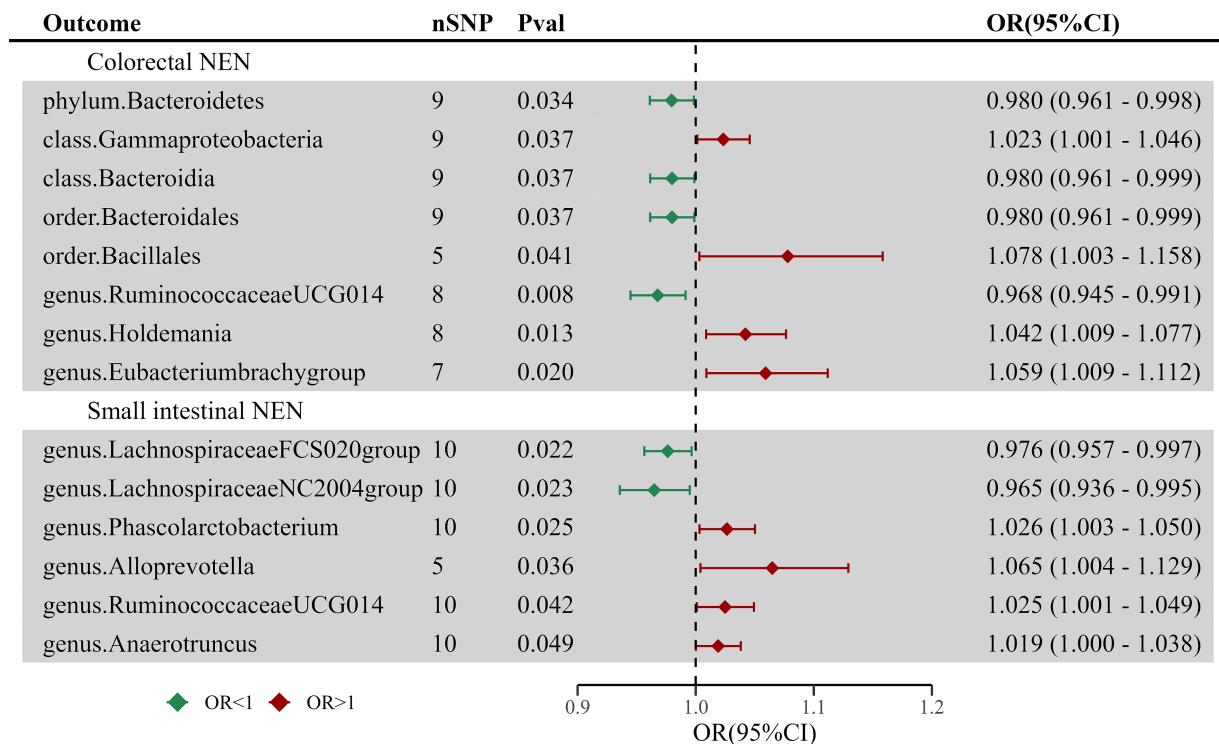 Outcome nSNP Pval OR(95%CI)
Colorectal NEN
phylum.Bacteroidetes 9 0.034 0.980 (0.961 - 0.998)
class.Gammaproteobacteria 9 0.037 1.023 (1.001 - 1.046)
class.Bacteroidia 9 0.037 0.980 (0.961 - 0.999)
order.Bacteroidales 9 0.037 0.980 (0.961 - 0.999)
order.Bacillales 5 0.041 1.078 (1.003 - 1.158)
genus.RuminococcaceaeUCG014 8 0.008 0.968 (0.945 - 0.991)
genus.Holdemania 8 0.013 1.042 (1.009 - 1.077)
genus.Eubacteriumbrachygroup 7 0.020 1.059 (1.009 - 1.112)
Small intestinal NEN
genus.LachnospiraceaeFCS020group 10 0.022 0.976 (0.957 - 0.997)
genus.LachnospiraceaeNC2004group 10 0.023 0.965 (0.936 - 0.995)
genus.Phascolarctobacterium 10 0.025 1.026 (1.003 - 1.050)
genus.Alloprevotella 5 0.036 1.065 (1.004 - 1.129)
genus.RuminococcaceaeUCG014 10 0.042 1.025 (1.001 - 1.049)
genus.Anaerotruncus 10 0.049 1.019 (1.000 - 1.038)
OR<1 OR>1
0.9 1.0 1.1 1.2
OR(95%CI)